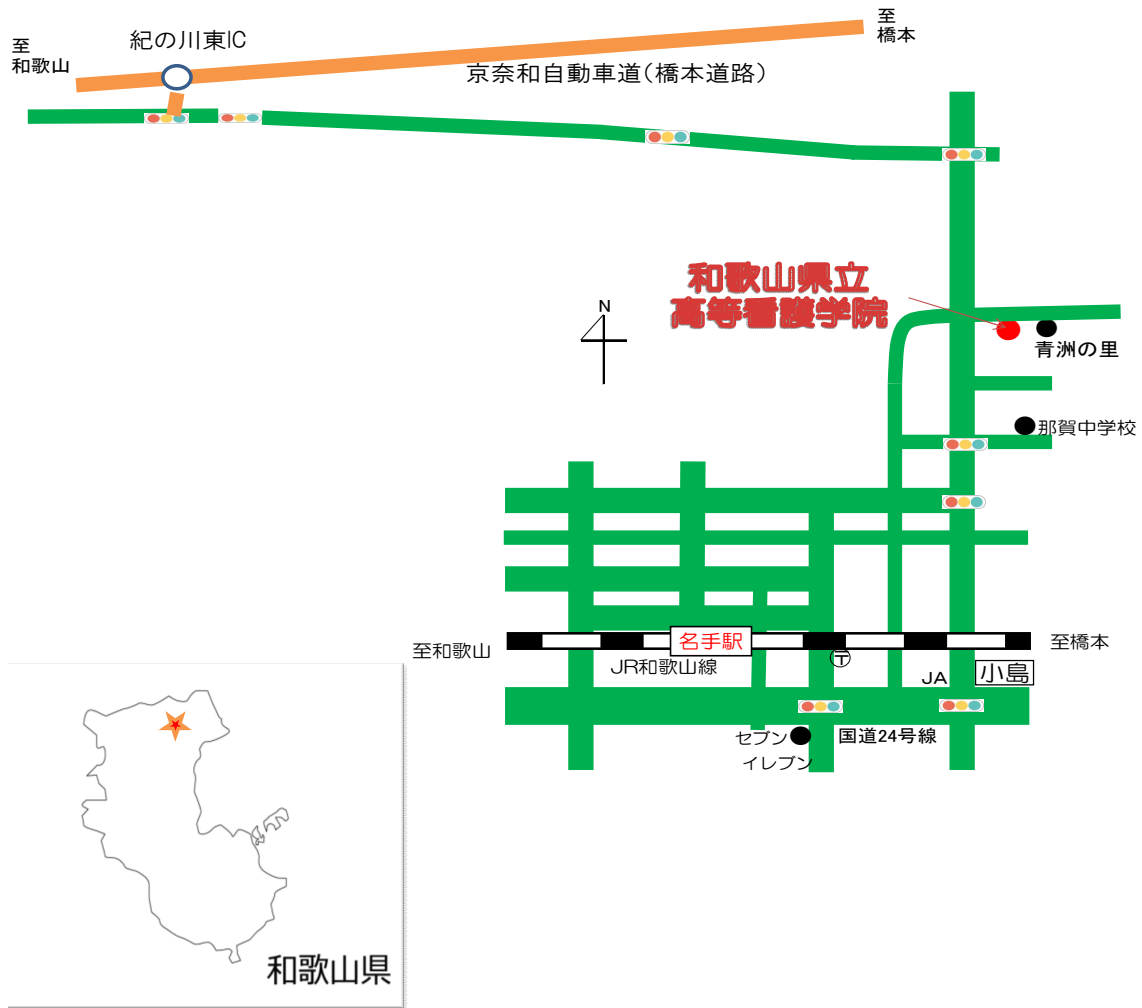 至
和歌山
紀の川東IC
至
橋本
京奈和自動車道(橋本道路)
和歌山県立
高等看護学院
N
青洲の里
那賀中学校
至和歌山
名手駅
至橋本
JR和歌山線
〒
JA
小島
セブン
イレブン
国道24号線
和歌山県